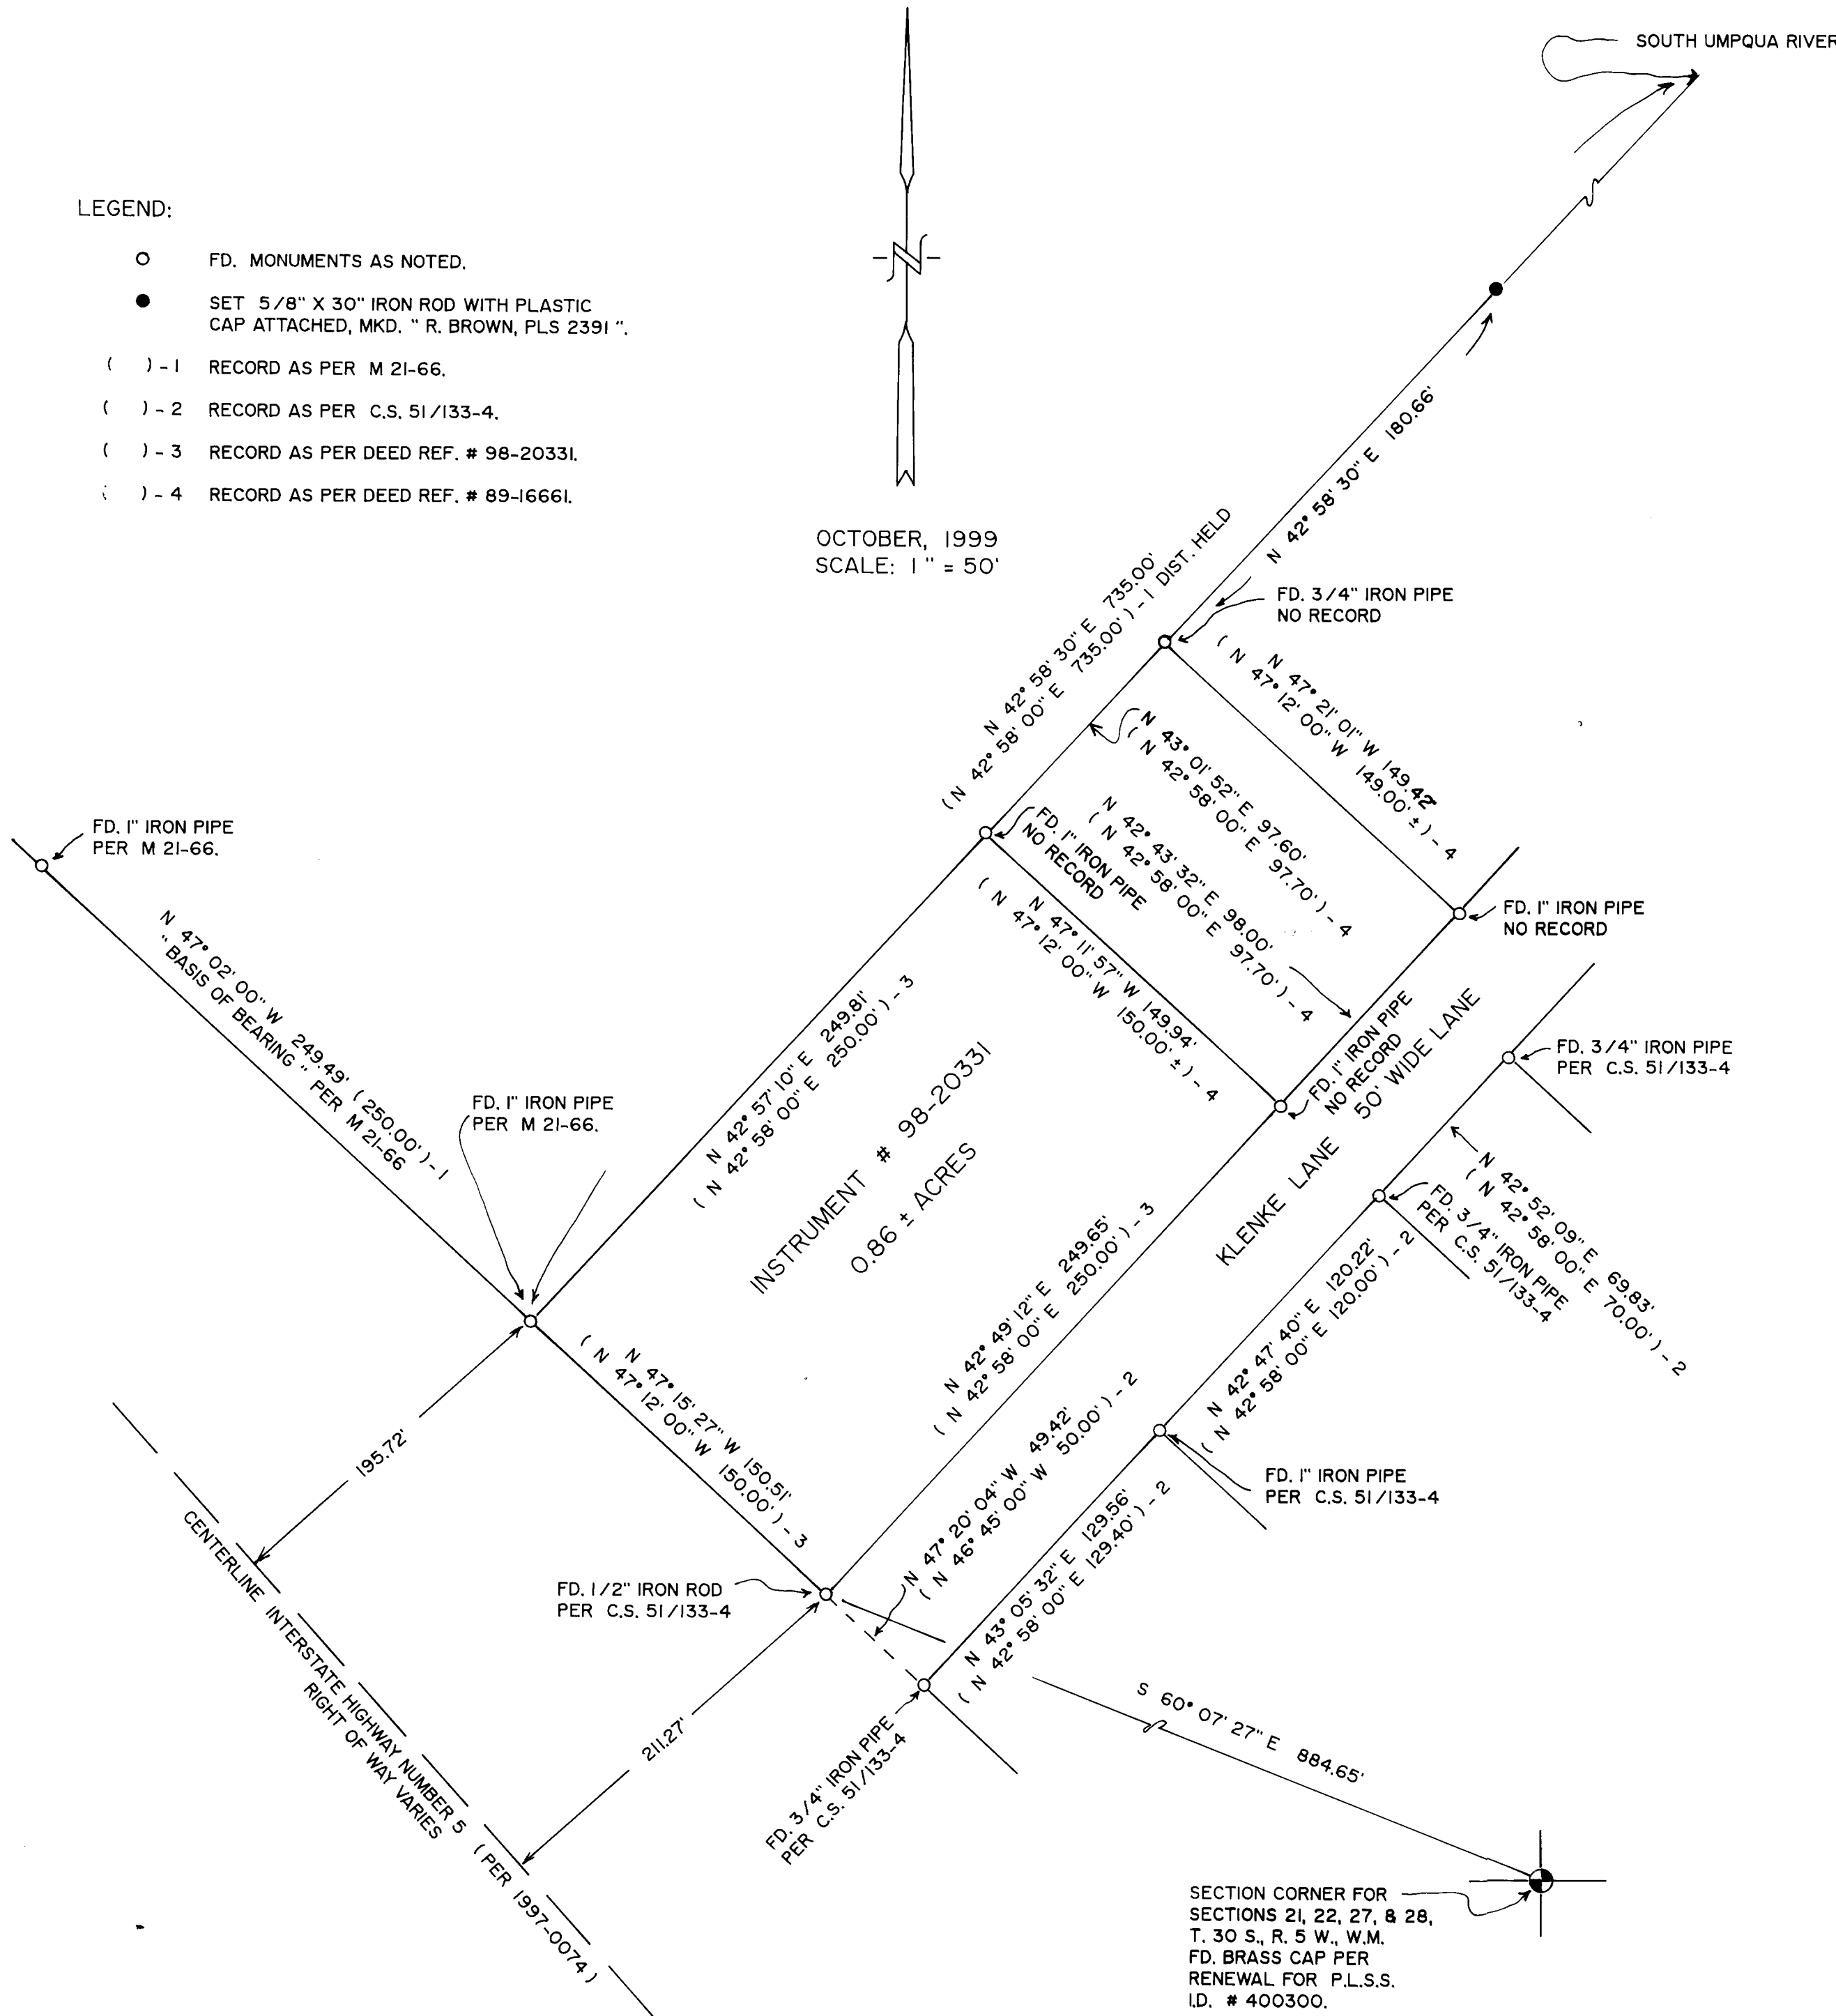 SOUTH UMPQUA RIVER
LEGEND:
FD. MONUMENTS AS NOTED.
SET 5/8" X 30" IRON ROD WITH PLASTIC
CAP ATTACHED, MKD. " R. BROWN, PLS 2391 ".
( ) - 1 RECORD AS PER M 21-66.
( ) - 2 RECORD AS PER C.S. 51/133-4.
( ) - 3 RECORD AS PER DEED REF. # 98-20331.
( ) - 4 RECORD AS PER DEED REF. # 89-16661.
N
OCTOBER, 1999
SCALE: 1" = 50'
N 42° 58' 30" E 180.66'
N 42° 58' 30" E 735.00'
( N 42° 58' 00" E 735.00' ) - 1 DIST. HELD
FD. 3/4" IRON PIPE
NO RECORD
N 47° 21' 01" W 149.42'
( N 47° 12' 00" W 149.00' ± ) - 4
N 43° 01' 52" E 97.60'
( N 42° 58' 00" E 97.70' ) - 4
N 42° 43' 32" E 98.00'
( N 42° 58' 00" E 97.70' ) - 4
FD. 1" IRON PIPE
NO RECORD
N 47° 11' 57" W 149.94'
( N 47° 12' 00" W 150.00' ± ) - 4
FD. 1" IRON PIPE
NO RECORD
FD. 1" IRON PIPE
NO RECORD
FD. 1" IRON PIPE
PER M 21-66.
N 47° 02' 00" W 249.49' ( 250.00' ) - 1
" BASIS OF BEARING " PER M 21-66
FD. 1" IRON PIPE
PER M 21-66.
N 42° 57' 10" E 249.81'
( N 42° 58' 00" E 250.00' ) - 3
INSTRUMENT # 98-20331
0.86 ± ACRES
KLENKE LANE 50' WIDE LANE
FD. 3/4" IRON PIPE
PER C.S. 51/133-4
N 42° 52' 09" E 69.83'
( N 42° 58' 00" E 70.00' ) - 2
FD. 3/4" IRON PIPE
PER C.S. 51/133-4
N 42° 49' 12" E 249.65'
( N 42° 58' 00" E 250.00' ) - 3
N 42° 47' 40" E 120.22'
( N 42° 58' 00" E 120.00' ) - 2
N 47° 15' 27" W 150.51'
( N 47° 12' 00" W 150.00' ) - 3
195.72'
FD. 1" IRON PIPE
PER C.S. 51/133-4
N 47° 20' 04" W 49.42'
( N 46° 45' 00" W 50.00' ) - 2
N 43° 05' 32" E 129.56'
( N 42° 58' 00" E 129.40' ) - 2
FD. 1/2" IRON ROD
PER C.S. 51/133-4
CENTERLINE INTERSTATE HIGHWAY NUMBER 5 ( PER 1997-0074 )
RIGHT OF WAY VARIES
211.27'
FD. 3/4" IRON PIPE
PER C.S. 51/133-4
S 60° 07' 27" E 884.65'
SECTION CORNER FOR
SECTIONS 21, 22, 27, & 28,
T. 30 S., R. 5 W., W.M.
FD. BRASS CAP PER
RENEWAL FOR P.L.S.S.
I.D. # 400300.